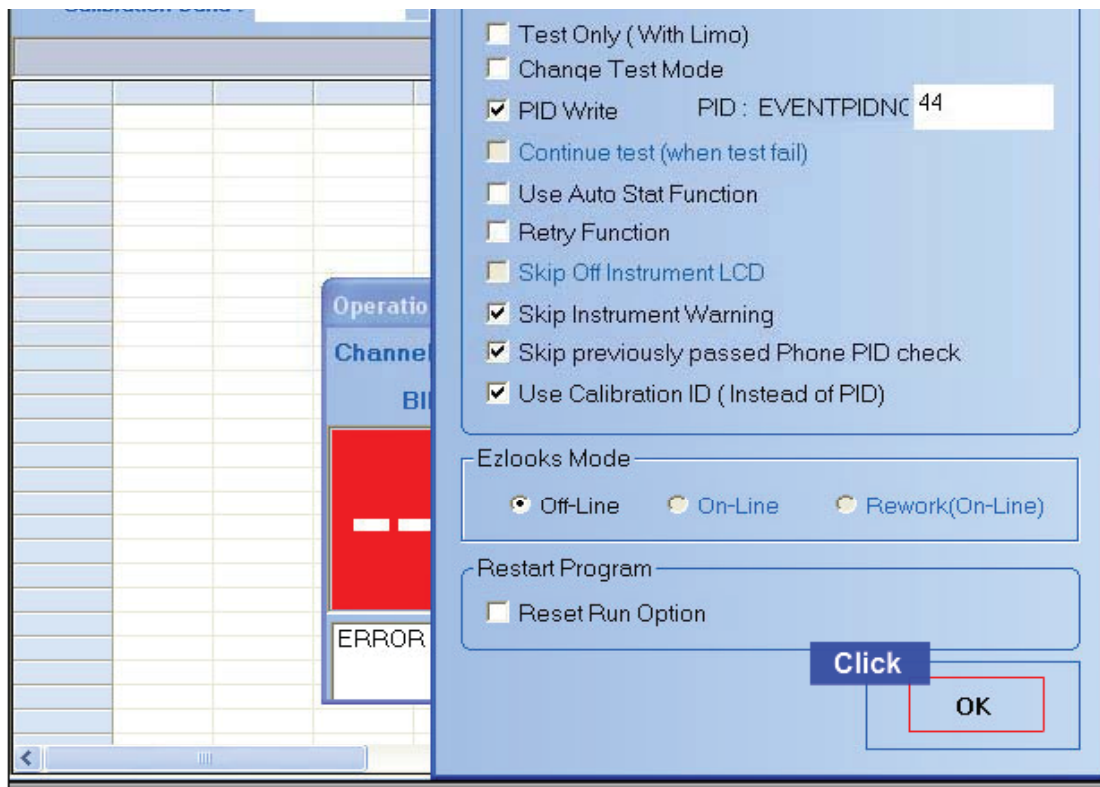 Test Only ( With Limo)
Change Test Mode
PID Write PID : EVENTPIDNC 44
Continue test (when test fail)
Use Auto Stat Function
Retry Function
Skip Off Instrument LCD
Skip Instrument Warning
Skip previously passed Phone PID check
Use Calibration ID ( Instead of PID)
Operatio
Channel
BII
ERROR
Ezlooks Mode
Off-Line On-Line Rework(On-Line)
Restart Program
Reset Run Option
Click
OK